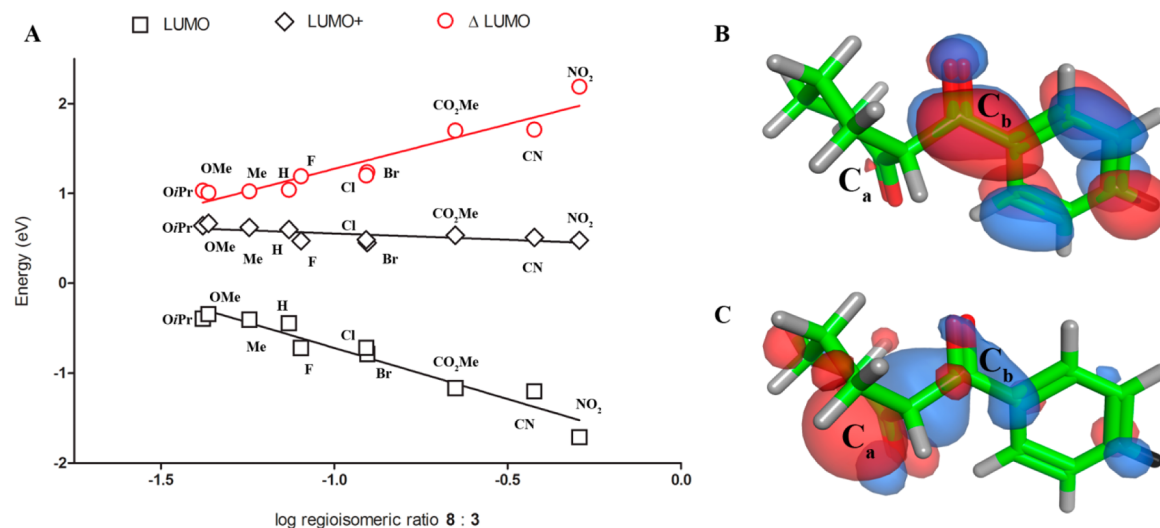 A
LUMO
LUMO+
Δ LUMO
B
NO₂
CO₂Me
CN
OiPr
OMe
Me
H
F
Cl
Br
OiPr
OMe
Me
H
F
Cl
Br
CO₂Me
CN
NO₂
OiPr
OMe
Me
H
F
Cl
Br
CO₂Me
CN
NO₂
Energy (eV)
2
1
0
-1
-2
-1.5
-1.0
-0.5
0.0
log regioisomeric ratio 8 : 3
Cb
Ca
C
Cb
Ca